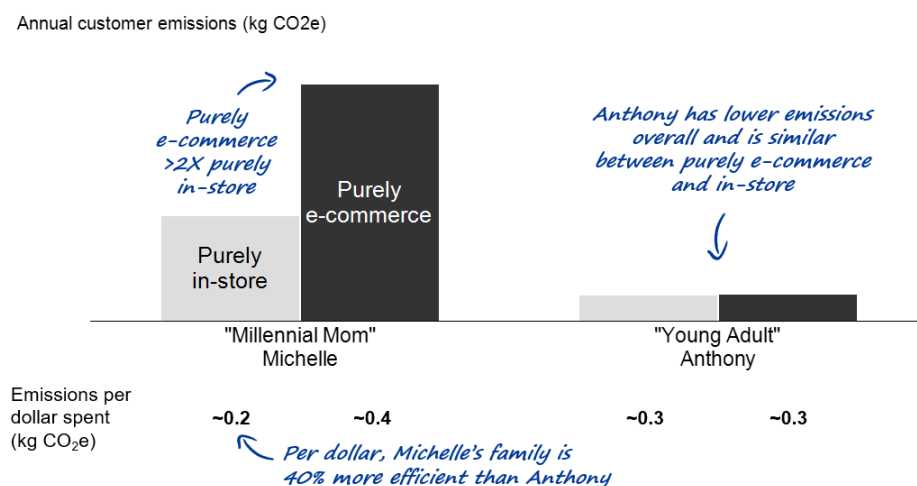 Annual customer emissions (kg CO2e)
Purely
e-commerce
>2X purely
in-store
Purely
in-store
Purely
e-commerce
Anthony has lower emissions
overall and is similar
between purely e-commerce
and in-store
"Millennial Mom"
Michelle
"Young Adult"
Anthony
Emissions per
dollar spent
(kg CO₂e)
~0.2
~0.4
~0.3
~0.3
Per dollar, Michelle's family is
40% more efficient than Anthony